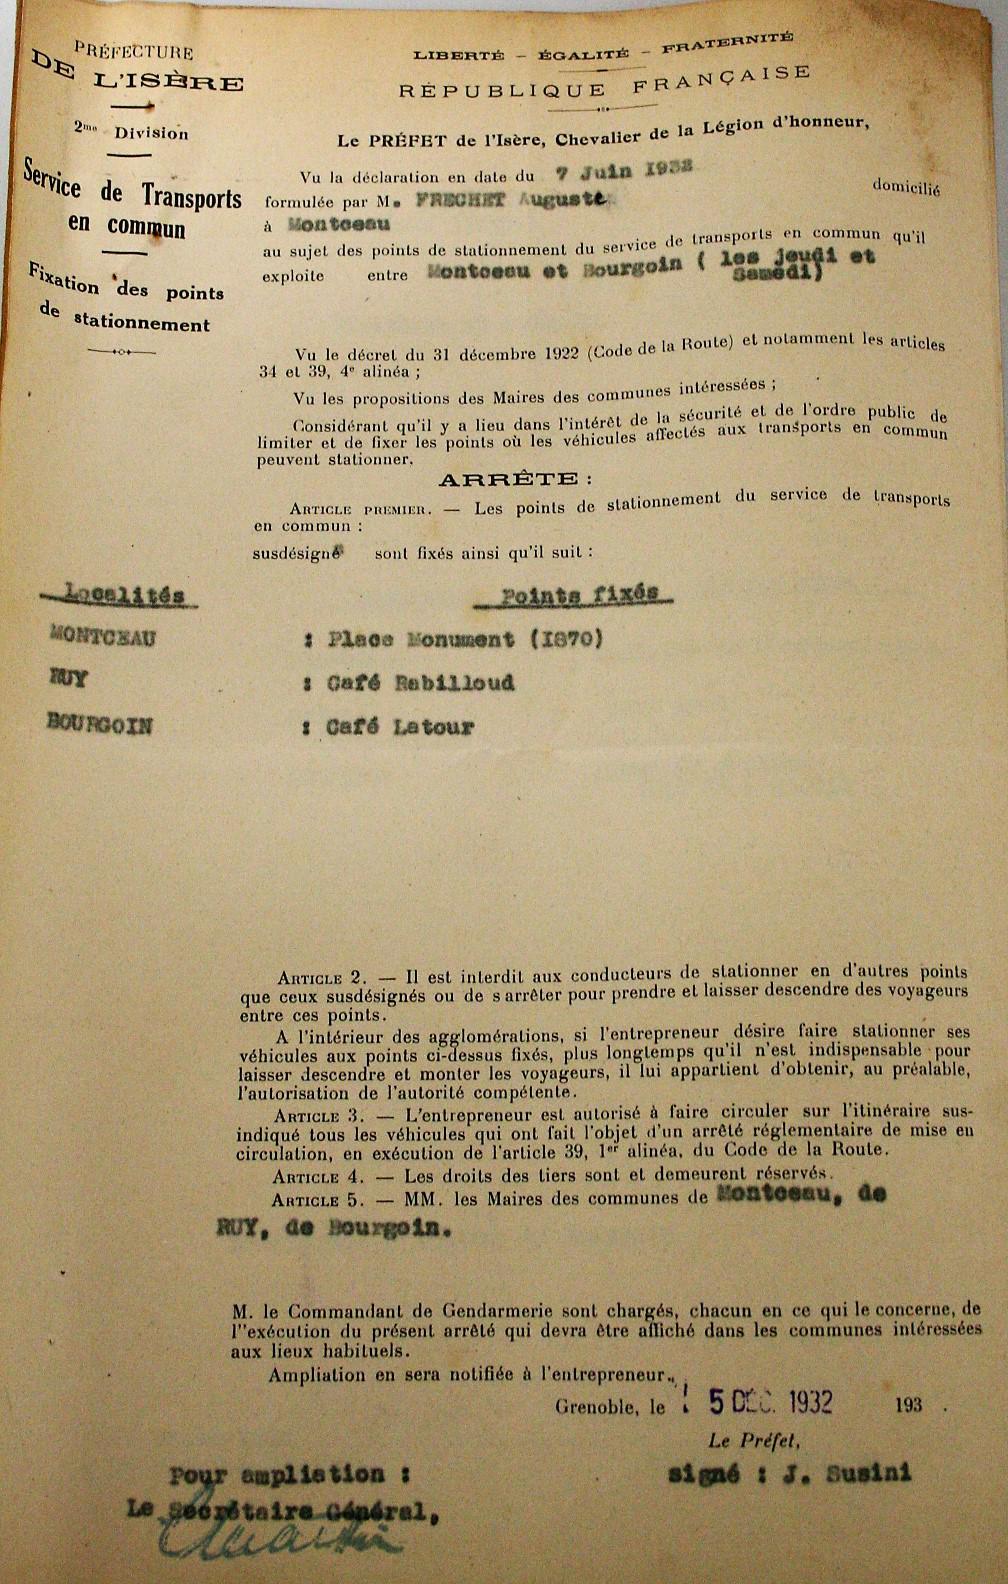 PRÉFECTURE
DE L'ISÈRE
2me Division
Service de Transports
en commun
Fixation des points
de stationnement
LIBERTÉ – ÉGALITÉ – FRATERNITÉ
RÉPUBLIQUE FRANÇAISE
Le PRÉFET de l'Isère, Chevalier de la Légion d'honneur,
Vu la déclaration en date du 7 Juin 1932
formulée par M. FRECHET Auguste domicilié
à Montceau
au sujet des points de stationnement du service de transports en commun qu'il
exploite entre Montceau et Bourgoin ( les Jeudi et
Samedi)
Vu le décret du 31 décembre 1922 (Code de la Route) et notamment les articles
34 et 39, 4e alinéa ;
Vu les propositions des Maires des communes intéressées ;
Considérant qu'il y a lieu dans l'intérêt de la sécurité et de l'ordre public de
limiter et de fixer les points où les véhicules affectés aux transports en commun
peuvent stationner.
ARRÊTE :
ARTICLE PREMIER. — Les points de stationnement du service de transports
en commun :
susdésigné sont fixés ainsi qu'il suit :
Localités Points fixés
MONTCEAU : Place Monument (1870)
RUY : Café Rabilloud
BOURGOIN : Café Latour
ARTICLE 2. — Il est interdit aux conducteurs de stationner en d'autres points
que ceux susdésignés ou de s arrêter pour prendre et laisser descendre des voyageurs
entre ces points.
A l'intérieur des agglomérations, si l'entrepreneur désire faire stationner ses
véhicules aux points ci-dessus fixés, plus longtemps qu'il n'est indispensable pour
laisser descendre et monter les voyageurs, il lui appartient d'obtenir, au préalable,
l'autorisation de l'autorité compétente.
ARTICLE 3. — L'entrepreneur est autorisé à faire circuler sur l'itinéraire sus-
indiqué tous les véhicules qui ont fait l'objet d'un arrêté réglementaire de mise en
circulation, en exécution de l'article 39, 1er alinéa, du Code de la Route.
ARTICLE 4. — Les droits des tiers sont et demeurent réservés.
ARTICLE 5. — MM. les Maires des communes de Montceau, de
RUY, de Bourgoin.
M. le Commandant de Gendarmerie sont chargés, chacun en ce qui le concerne, de
l''exécution du présent arrêté qui devra être affiché dans les communes intéressées
aux lieux habituels.
Ampliation en sera notifiée à l'entrepreneur.
Grenoble, le 5 DÉC. 1932 193 .
Le Préfet,
Pour ampliation : signé : J. Susini
Le Secrétaire Général,